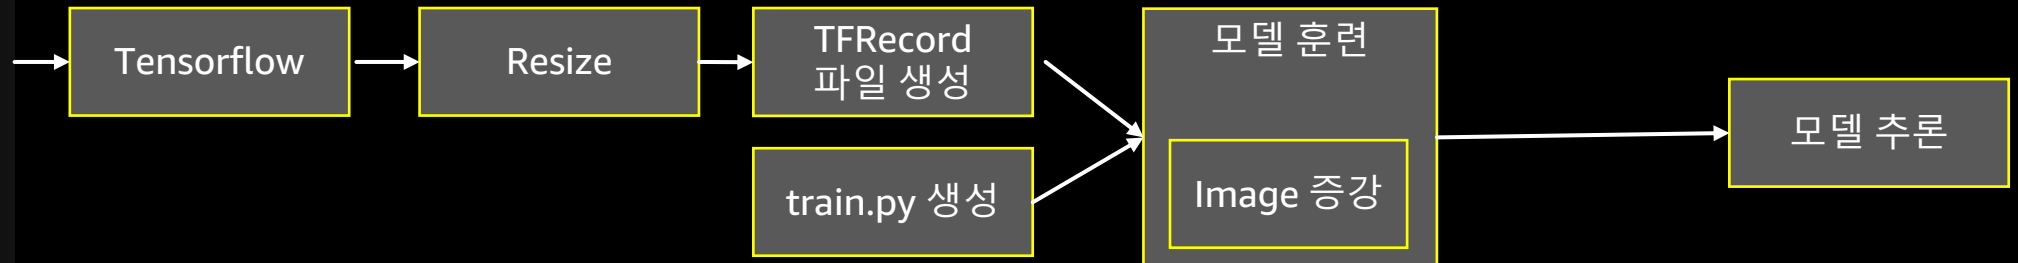 Tensorflow
Resize
TFRecord
파일 생성
train.py 생성
모델 훈련
Image 증강
모델 추론